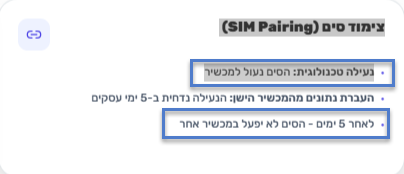 צימוד סים (SIM Pairing)
נעילה טכנולוגית: הסים נעול למכשיר
העברת נתונים מהמכשיר הישן: הנעילה נדחית ב-5 ימי עסקים
לאחר 5 ימים - הסים לא יפעל במכשיר אחר